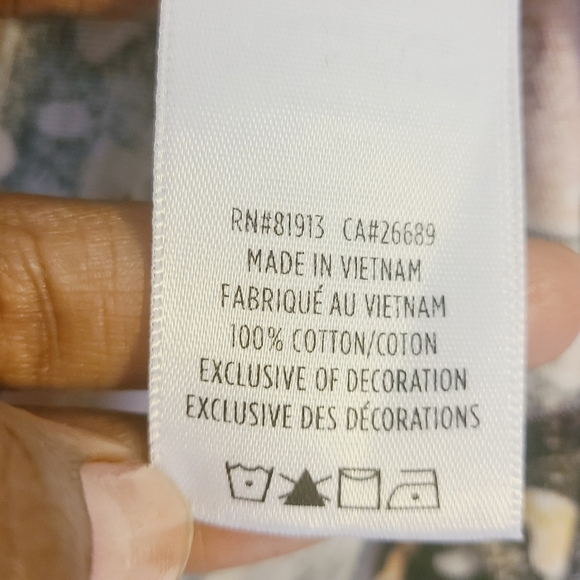 RN#81913 CA#26689
MADE IN VIETNAM
FABRIQUÉ AU VIETNAM
100% COTTON/COTON
EXCLUSIVE OF DECORATION
EXCLUSIVE DES DÉCORATIONS